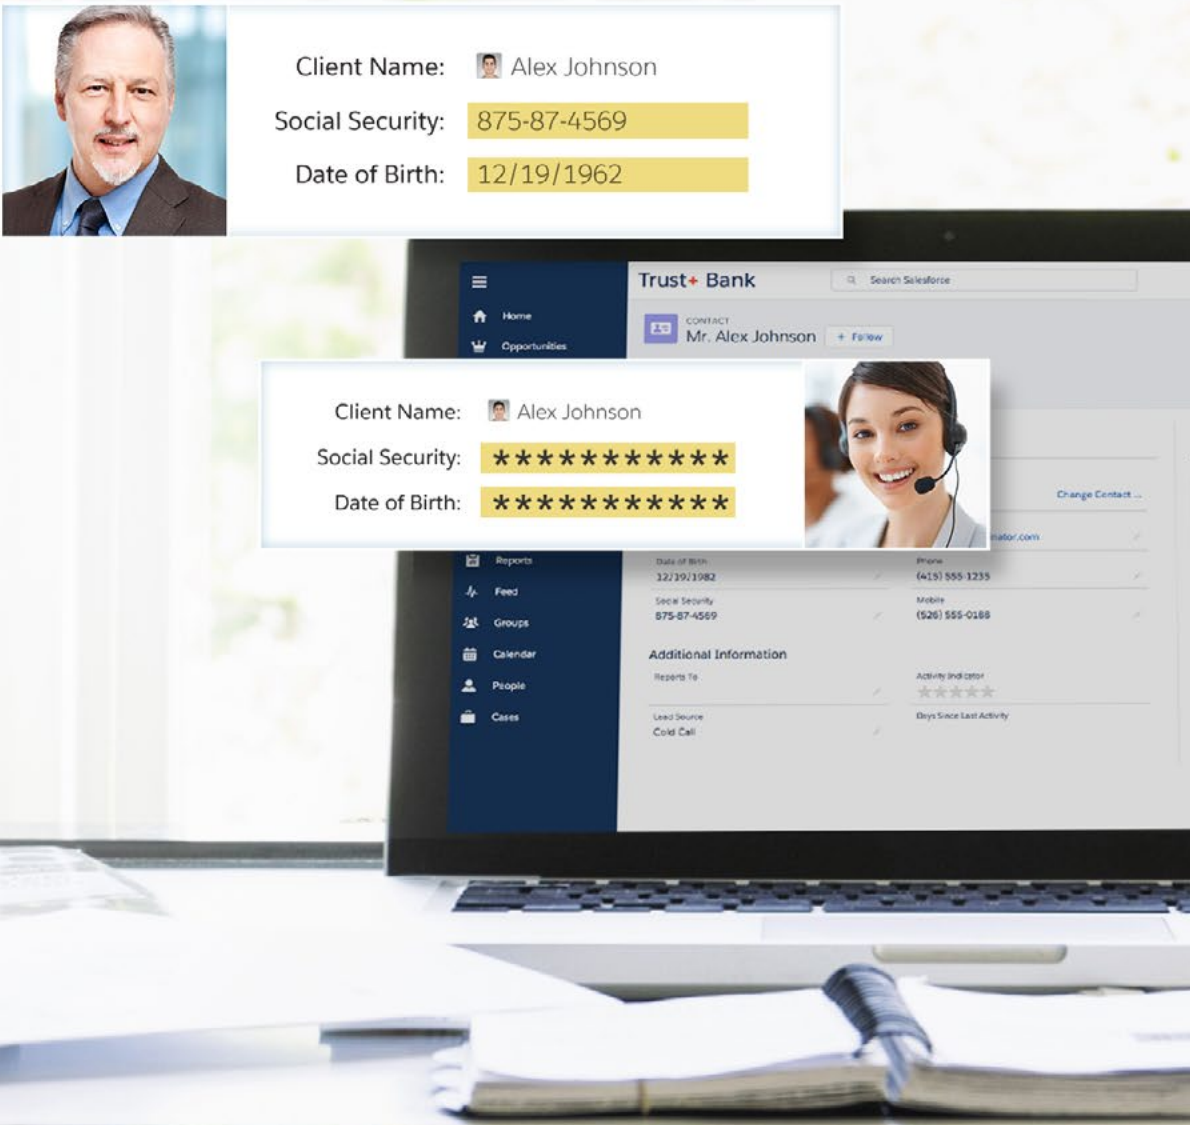 Client Name: Alex Johnson
Social Security: 875-87-4569
Date of Birth: 12/19/1962
Trust+ Bank
Search Salesforce
Home
CONTACT
Mr. Alex Johnson + Follow
Opportunities
Client Name: Alex Johnson
Social Security: ***********
Date of Birth: ***********
Change Contact ...
nator.com
Reports
Date of Birth Phone
12/19/1982 (415) 555-1235
Feed
Social Security Mobile
875-87-4569 (526) 555-0188
Groups
Calendar
Additional Information
People
Reports To Activity Indicator
Cases
Lead Source Days Since Last Activity
Cold Call